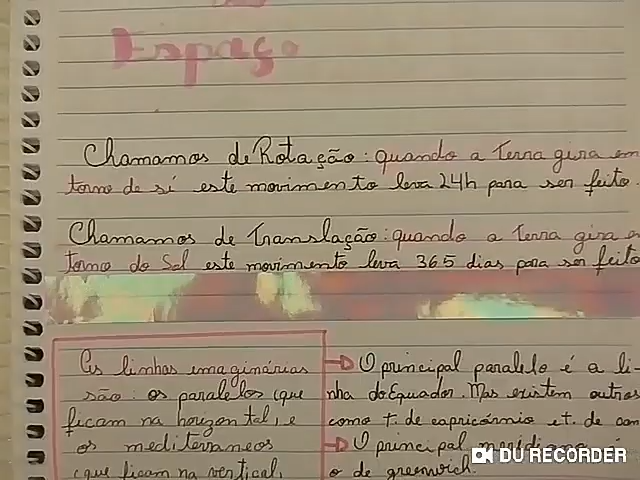 Espaço
Chamamos de Rotação: quando a Terra gira em
torno de si este movimento leva 24h para ser feito.
Chamamos de Translação: quando a Terra gira e
torno do Sol este movimento leva 365 dias para ser feito
As linhas imaginárias
são: os paralelos (que
ficam na horizontal, e
os mediterraneos
(que ficam na vertical,
O principal paralelo é a li-
nha do Equador. Mas existem outros
como t. de capricórnio e t. de can
O principal meridiano é
o de greenwich.
DU RECORDER